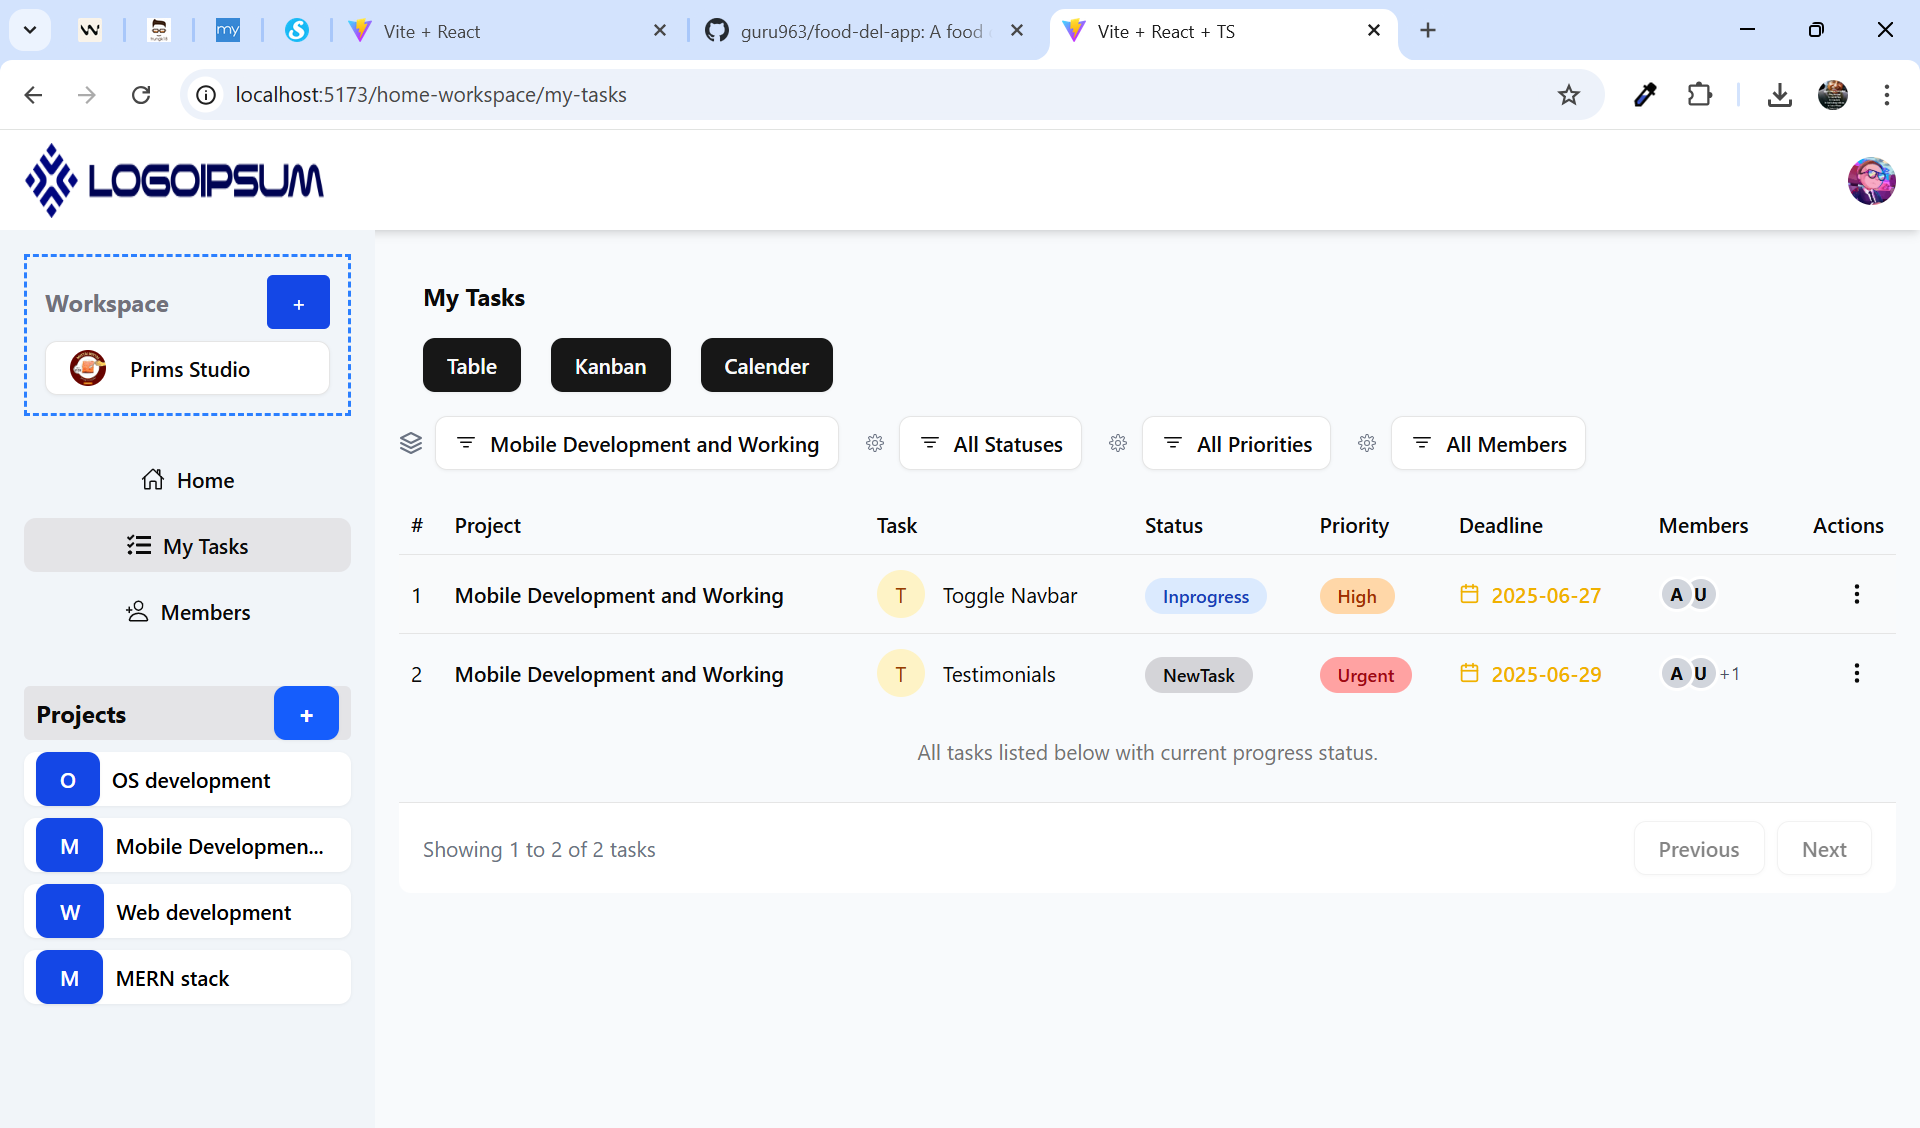 Vite + React
guru963/food-del-app: A food
Vite + React + TS
localhost:5173/home-workspace/my-tasks
LOGOIPSUM
Workspace
+
Prims Studio
Home
My Tasks
Members
Projects
+
O OS development
M Mobile Developmen...
W Web development
M MERN stack
My Tasks
Table Kanban Calender
Mobile Development and Working All Statuses All Priorities All Members
# Project Task Status Priority Deadline Members Actions
1 Mobile Development and Working T Toggle Navbar Inprogress High 2025-06-27 A U
2 Mobile Development and Working T Testimonials NewTask Urgent 2025-06-29 A U +1
All tasks listed below with current progress status.
Showing 1 to 2 of 2 tasks
Previous Next